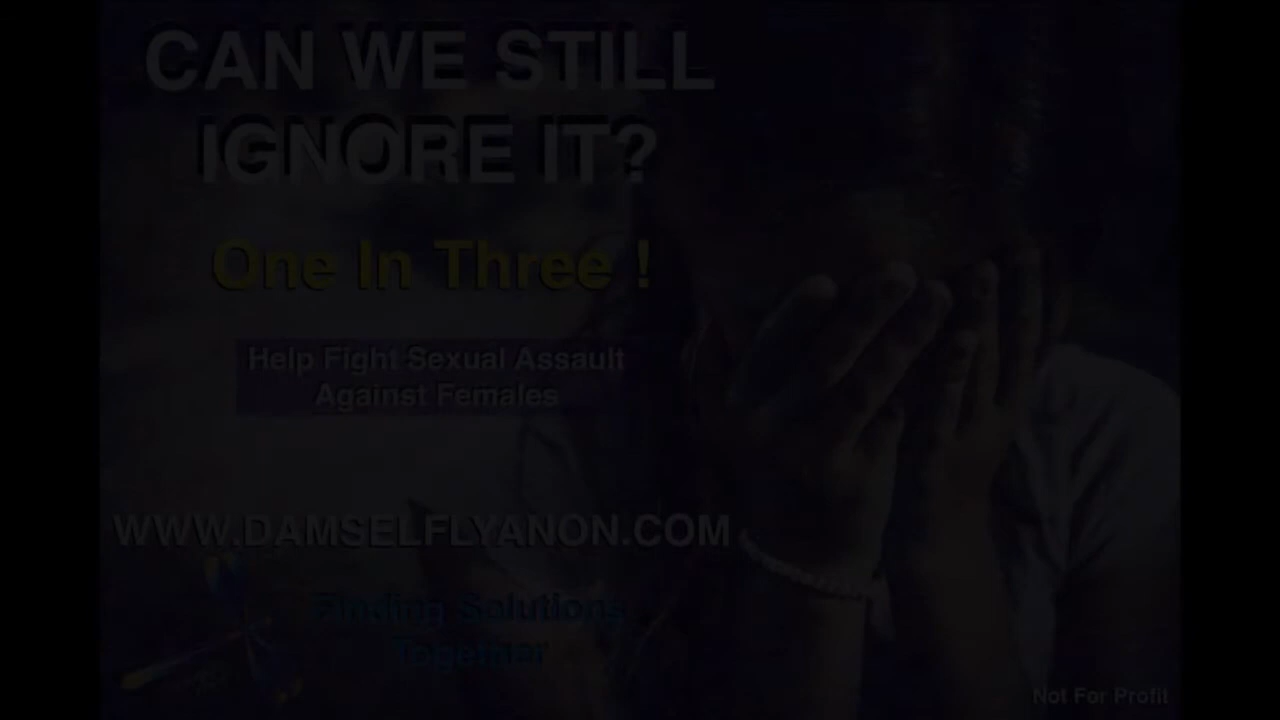 CAN WE STILL
IGNORE IT?
One In Three !
Help Fight Sexual Assault
Against Females
WWW.DAMSELFLYANON.COM
Finding Solutions
Together
Not For Profit